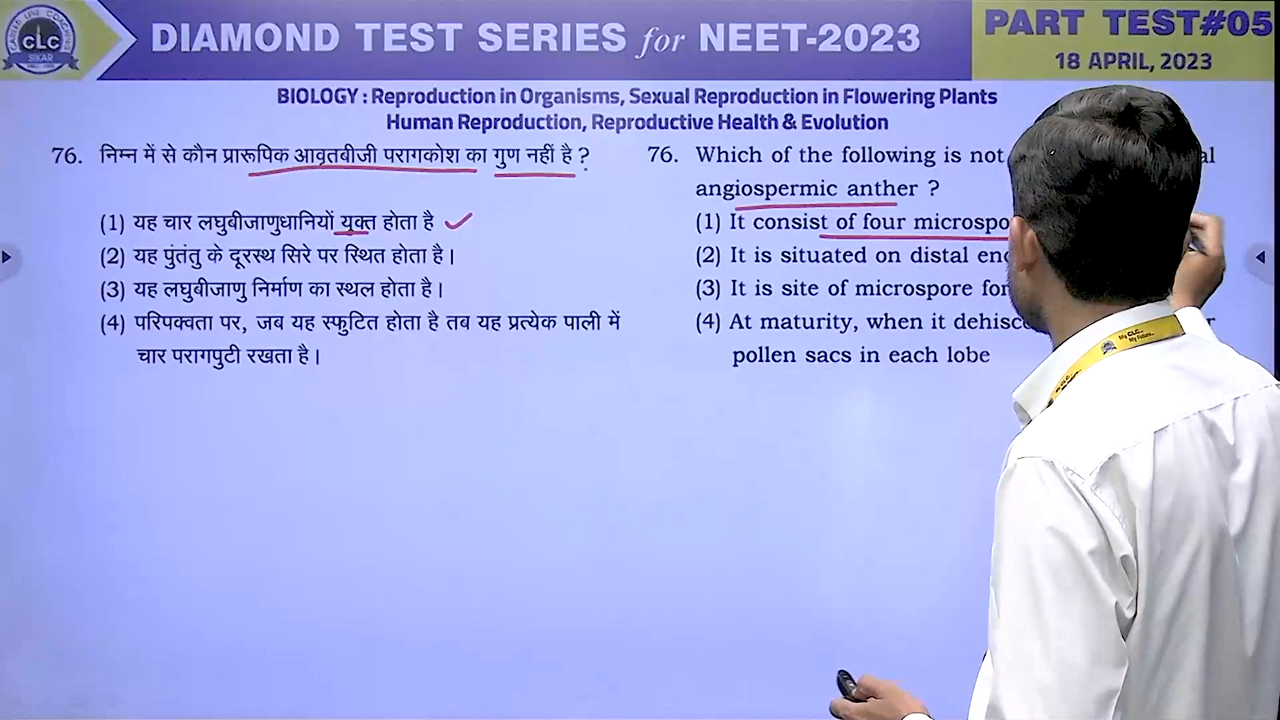 CLC
SIKAR
DIAMOND TEST SERIES for NEET-2023
PART TEST#05
18 APRIL, 2023
BIOLOGY : Reproduction in Organisms, Sexual Reproduction in Flowering Plants
Human Reproduction, Reproductive Health & Evolution
76. निम्न में से कौन प्रारूपिक आवृतबीजी परागकोश का गुण नहीं है ?
(1) यह चार लघुबीजाणुधानियों युक्त होता है
(2) यह पुंतंतु के दूरस्थ सिरे पर स्थित होता है।
(3) यह लघुबीजाणु निर्माण का स्थल होता है।
(4) परिपक्वता पर, जब यह स्फुटित होता है तब यह प्रत्येक पाली में
चार परागपुटी रखता है।
76. Which of the following is not
angiospermic anther ?
(1) It consist of four
(2) It is situated on distal
(3) It is site of microspore
(4) At maturity, when it
pollen sacs in each lobe